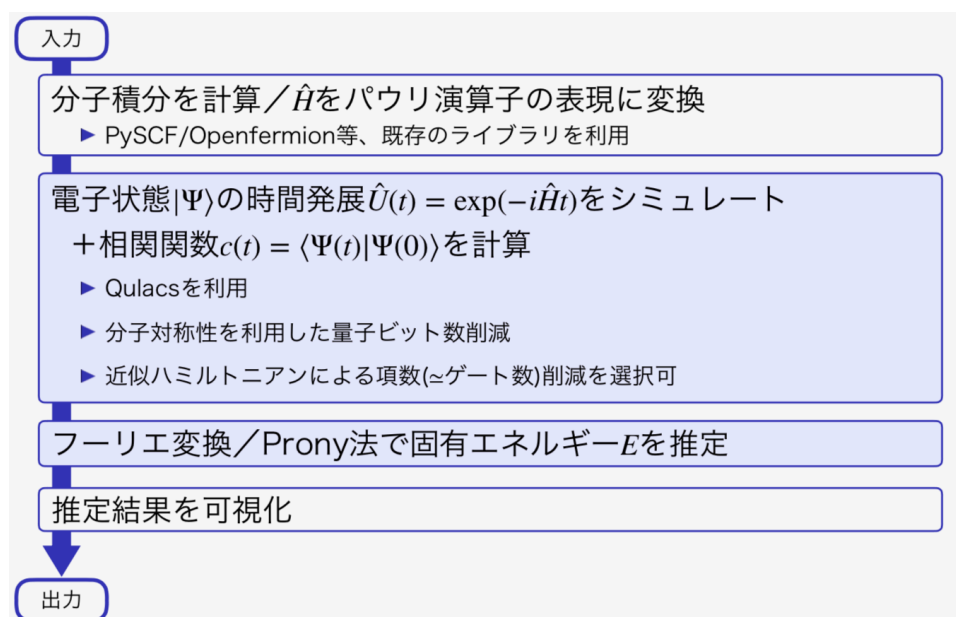 入力
分子積分を計算／Ĥをパウリ演算子の表現に変換
▶ PySCF/Openfermion等、既存のライブラリを利用
電子状態|Ψ⟩の時間発展Û(t) = exp(−iĤt)をシミュレート
＋相関関数c(t) = ⟨Ψ(t)|Ψ(0)⟩を計算
▶ Qulacsを利用
▶ 分子対称性を利用した量子ビット数削減
▶ 近似ハミルトニアンによる項数(≃ゲート数)削減を選択可
フーリエ変換／Prony法で固有エネルギーEを推定
推定結果を可視化
出力